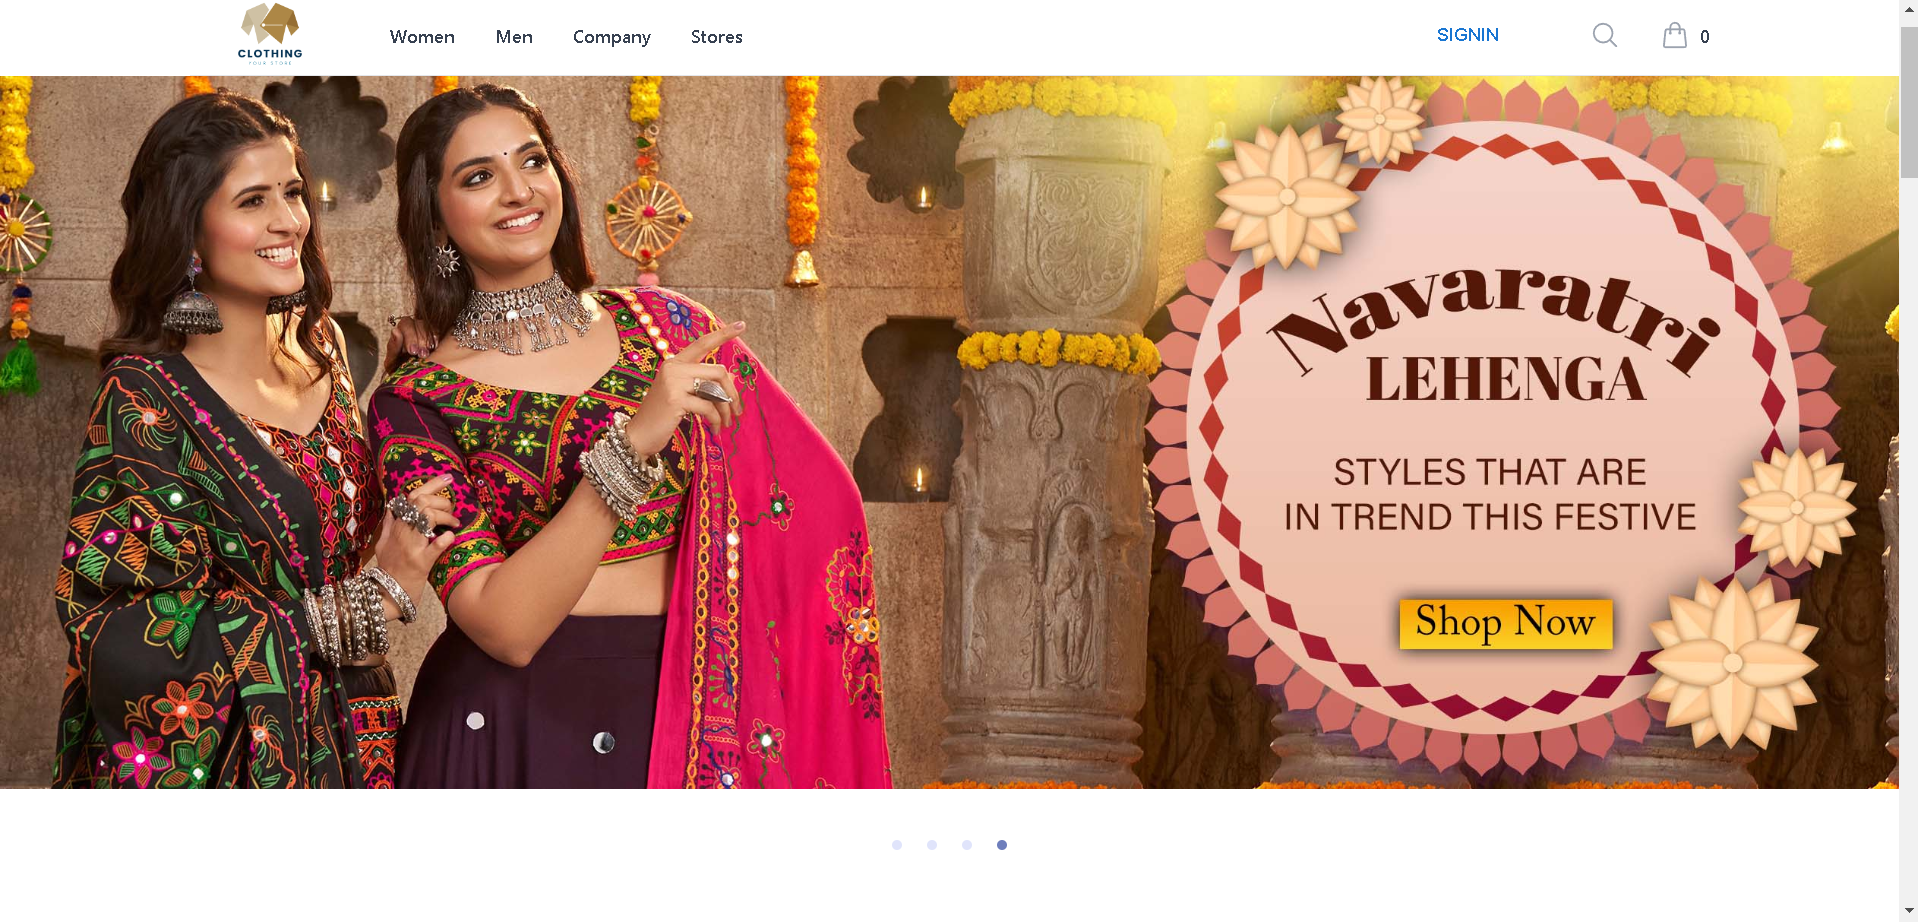 CLOTHING
YOUR STORE
Women Men Company Stores SIGNIN 0
Navaratri
LEHENGA
STYLES THAT ARE
IN TREND THIS FESTIVE
Shop Now